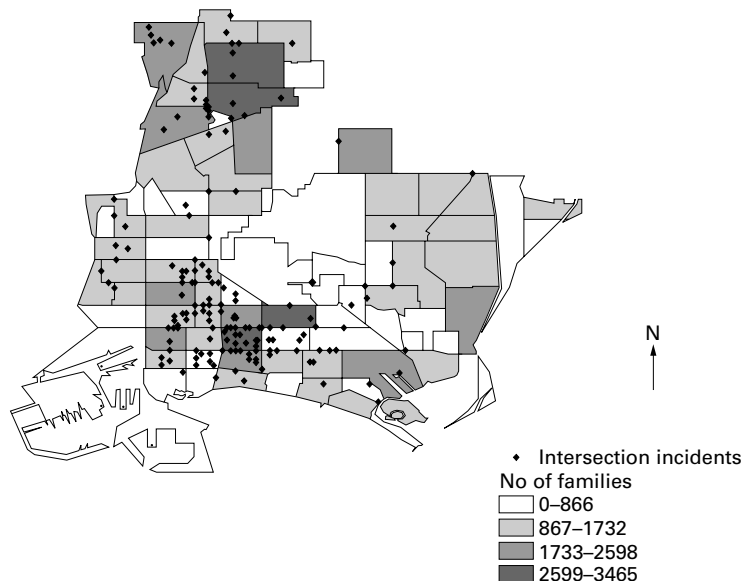 N
Intersection incidents
No of families
0–866
867–1732
1733–2598
2599–3465